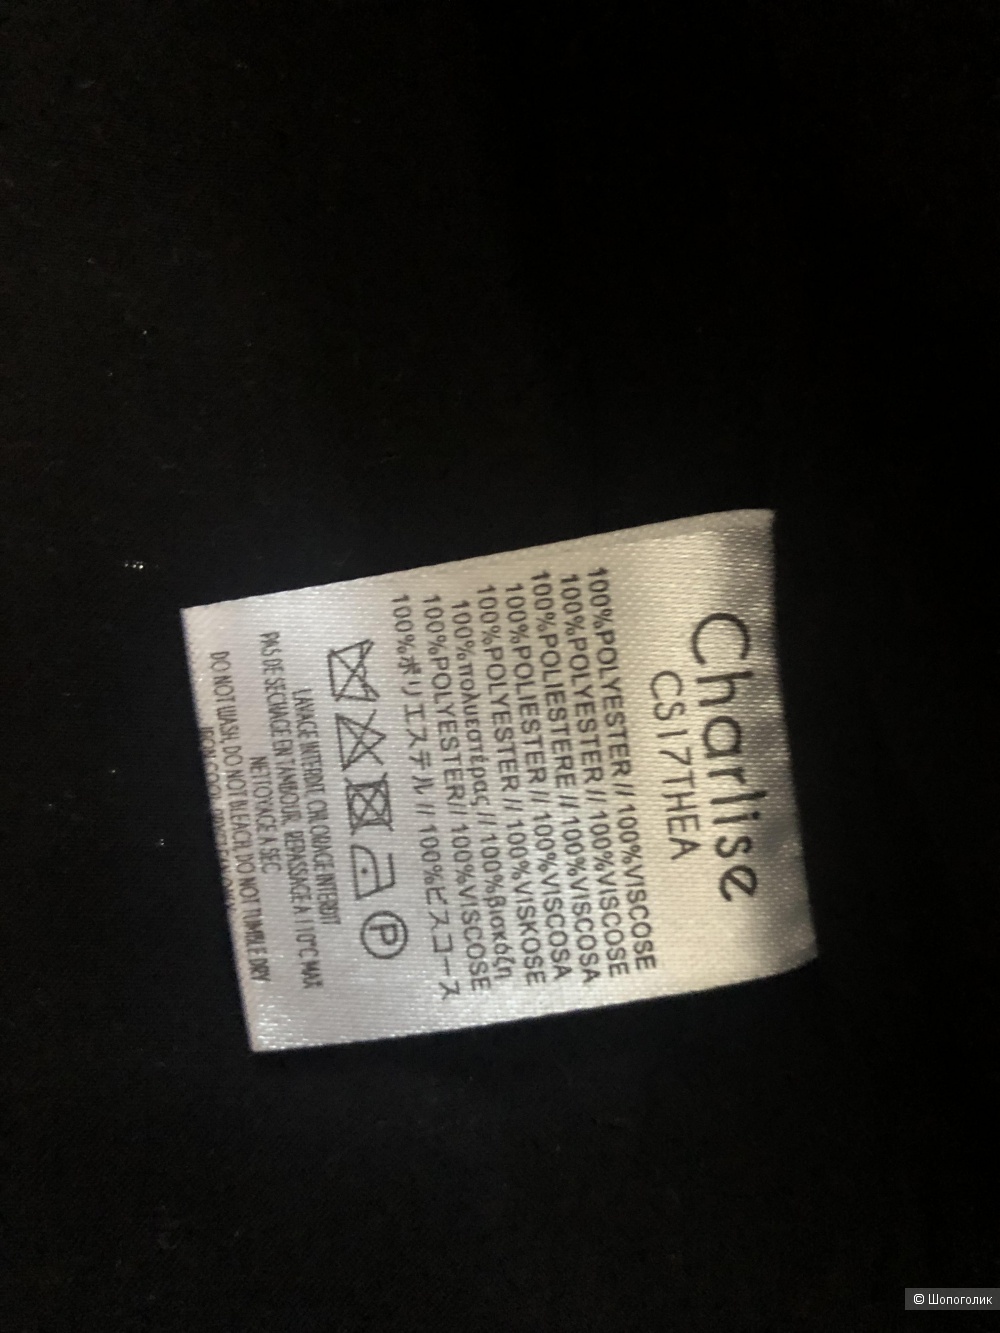 Charlise
CS17THEA
100%POLYESTER // 100%VISCOSE
100%POLYESTER // 100%VISCOSE
100%POLIESTERE // 100%VISCOSA
100%POLIESTER // 100%VISCOSA
100%POLYESTER // 100%VISKOSE
100%πολυεστέρας // 100%βισκόζη
100%POLYESTER// 100%VISCOSE
100%ポリエステル // 100%ビスコース
P
LAVAGE INTERDIT, CHLORAGE INTERDIT
PAS DE SECHAGE EN TAMBOUR, REPASSAGE A 110°C MAX
NETTOYAGE A SEC
DO NOT WASH, DO NOT BLEACH, DO NOT TUMBLE DRY
© Шопоголик